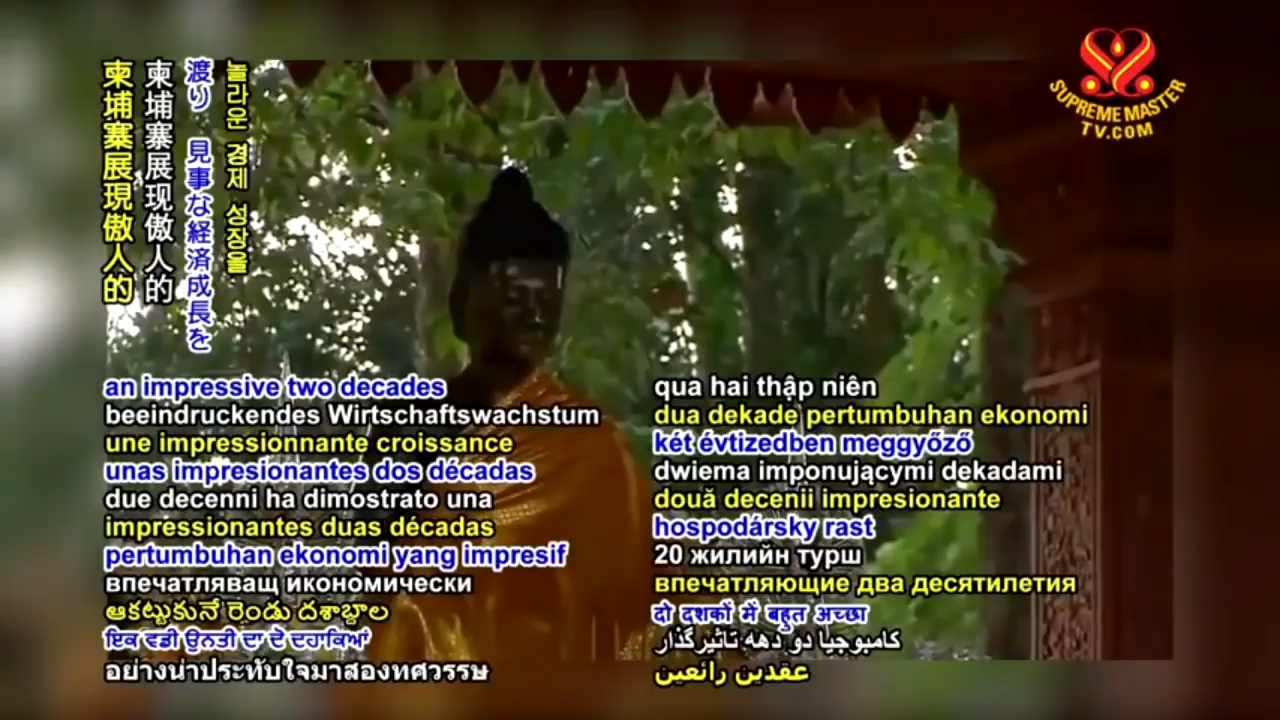 柬埔寨展現傲人的
柬埔寨展现傲人的
渡り 見事な経済成長を
놀라운 경제 성장을
SUPREME MASTER
TV.COM
an impressive two decades
beeindruckendes Wirtschaftswachstum
une impressionnante croissance
unas impresionantes dos décadas
due decenni ha dimostrato una
impressionantes duas décadas
pertumbuhan ekonomi yang impresif
впечатляващ икономически
ఆకట్టుకునే రెండు దశాబ్దాల
ਇਕ ਵਡੀ ਉਨਤੀ ਦਾ ਦੋ ਦਹਾਕਿਆਂ
อย่างน่าประทับใจมาสองทศวรรษ
qua hai thập niên
dua dekade pertumbuhan ekonomi
két évtizedben meggyőző
dwiema imponującymi dekadami
două decenii impresionante
hospodársky rast
20 жилийн турш
впечатляющие два десятилетия
दो दशकों में बहुत अच्छा
کامبوجیا دو دهه تاثیرگذار
عقدين رائعين